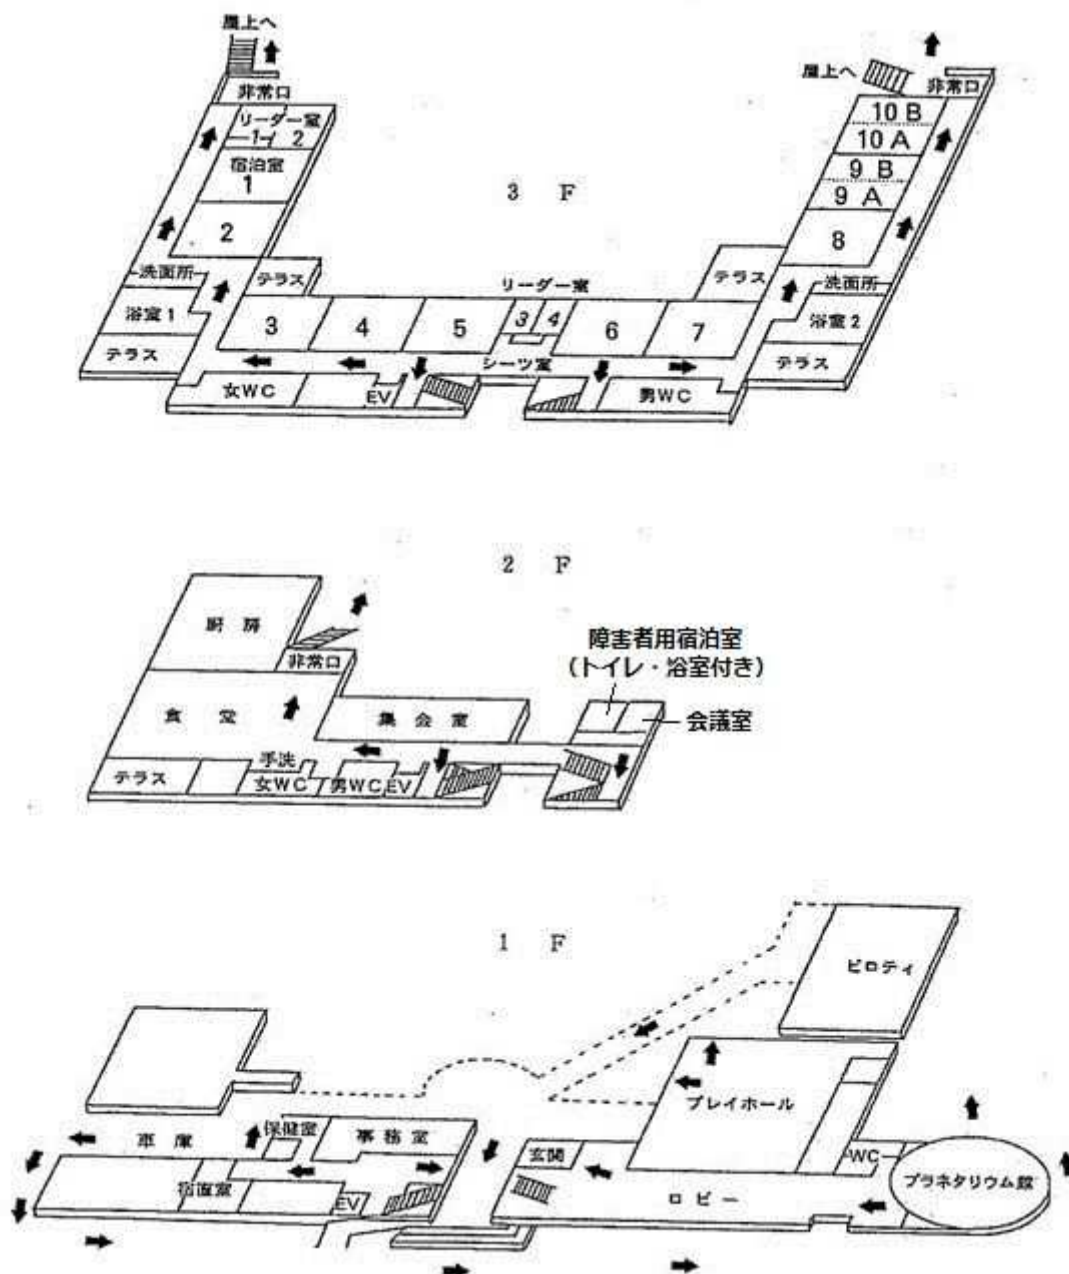 屋上へ
非常口
リーダー室
1 2
宿泊室
1
2
洗面所
浴室1
テラス
テラス
3
4
5
リーダー室
3 4
シーツ室
6
7
テラス
女WC
EV
男WC
3 F
屋上へ
非常口
10 B
10 A
9 B
9 A
8
洗面所
浴室2
テラス
2 F
厨房
非常口
食堂
集会室
手洗
テラス
女WC
男WC
EV
障害者用宿泊室
(トイレ・浴室付き)
会議室
1 F
ピロティ
プレイホール
保健室
事務室
車庫
宿直室
EV
玄関
ロビー
WC
プラネタリウム館